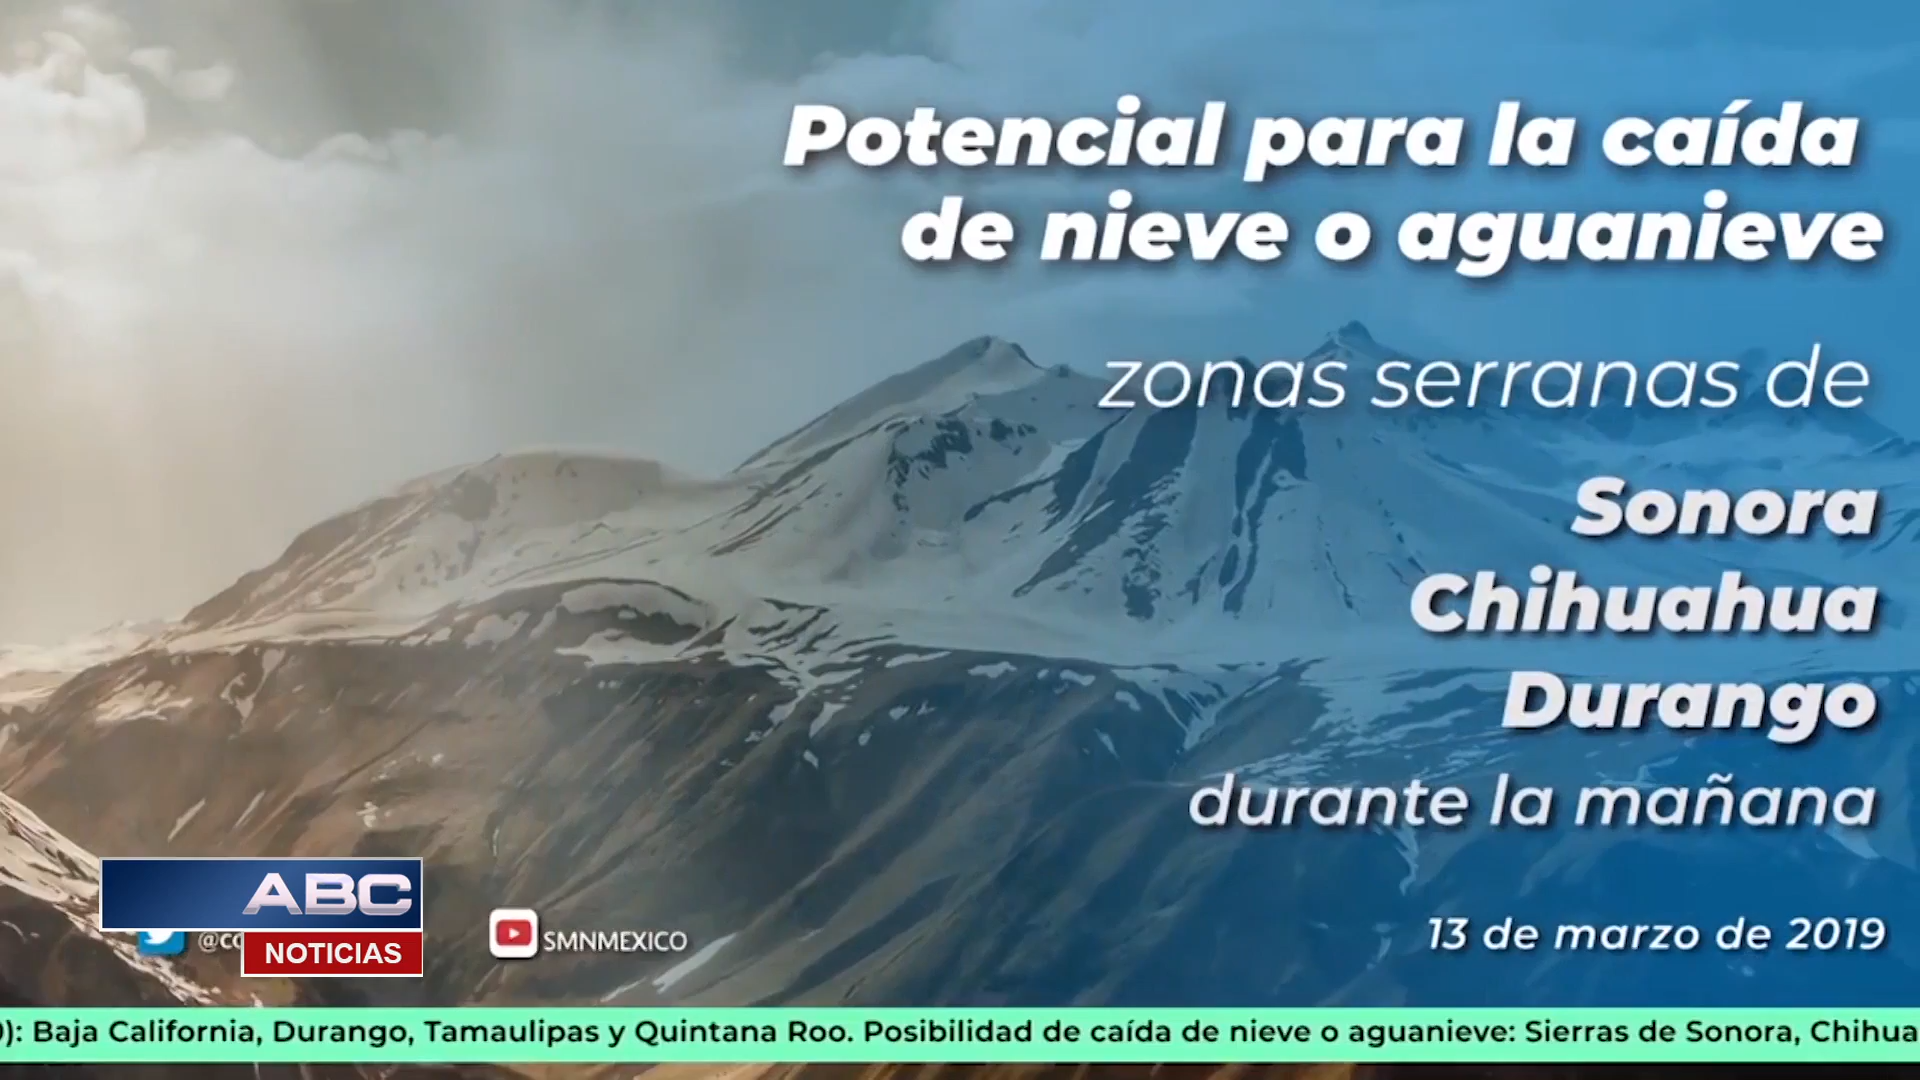 Potencial para la caída
de nieve o aguanieve
zonas serranas de
Sonora
Chihuahua
Durango
durante la mañana
13 de marzo de 2019
ABC
NOTICIAS
SMNMEXICO
): Baja California, Durango, Tamaulipas y Quintana Roo. Posibilidad de caída de nieve o aguanieve: Sierras de Sonora, Chihua